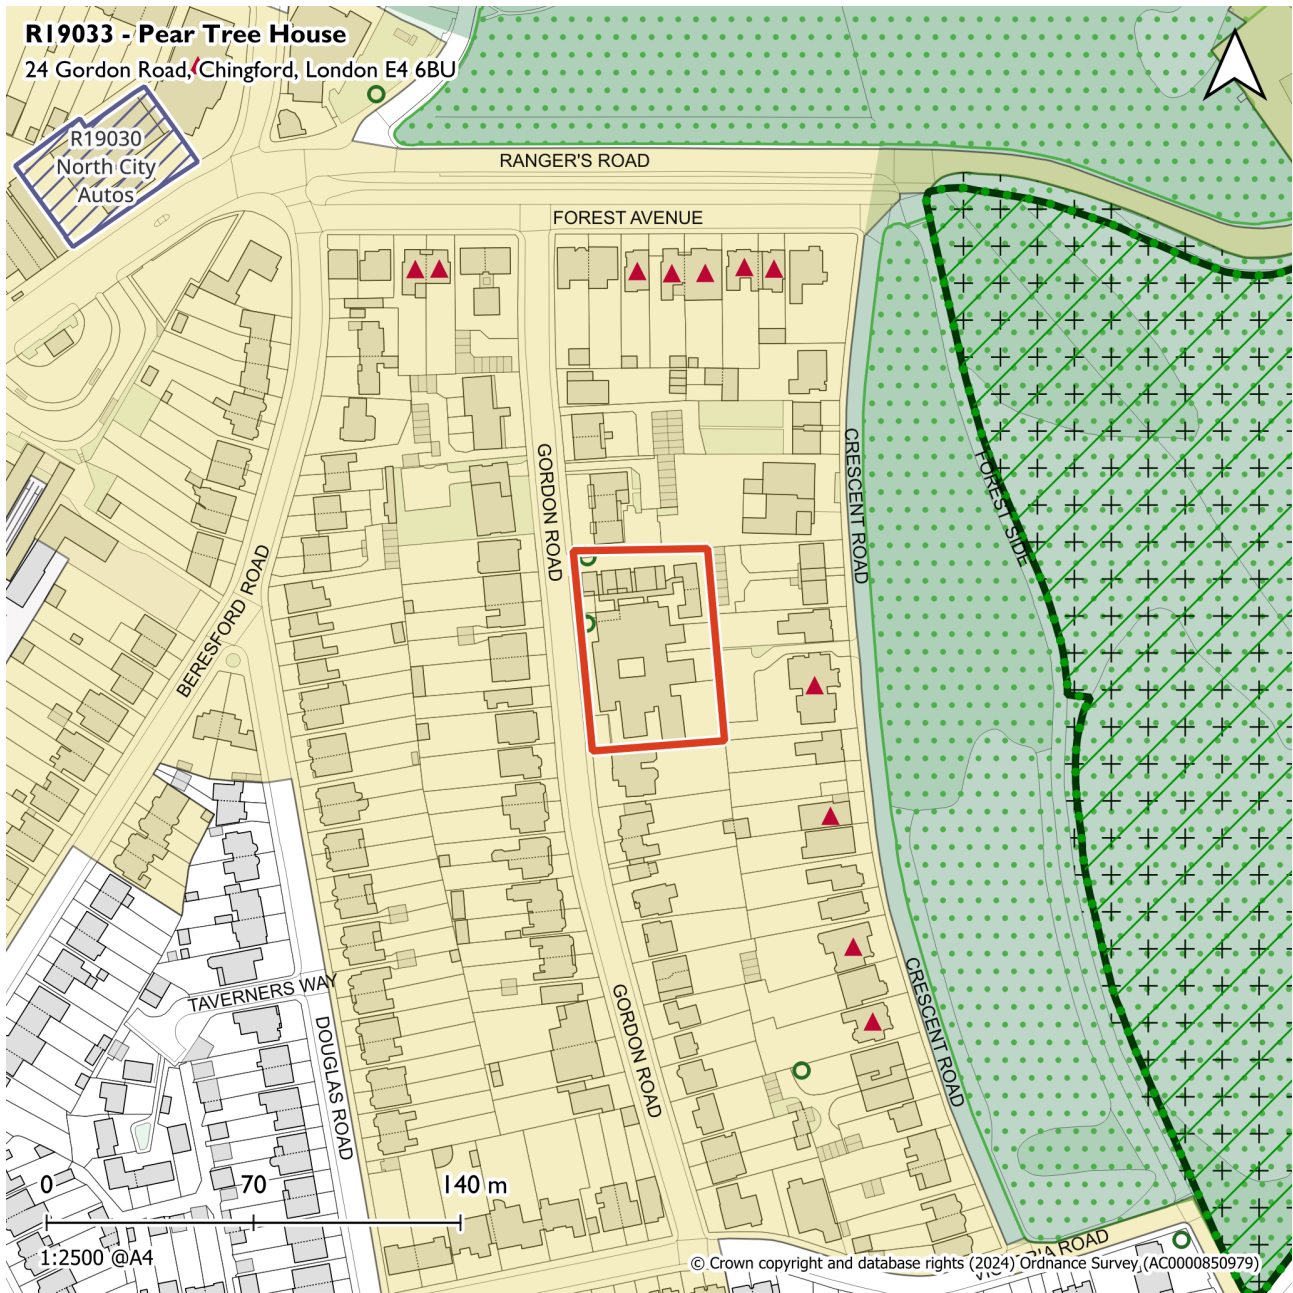 R19033 - Pear Tree House
24 Gordon Road, Chingford, London E4 6BU
R19030
North City
Autos
RANGER'S ROAD
FOREST AVENUE
GORDON ROAD
CRESCENT ROAD
FOREST SIDE
BERESFORD ROAD
TAVERNERS WAY
DOUGLAS ROAD
GORDON ROAD
CRESCENT ROAD
0 70 140 m
1:2500 @A4
ROAD
© Crown copyright and database rights (2024) Ordnance Survey (AC0000850979)